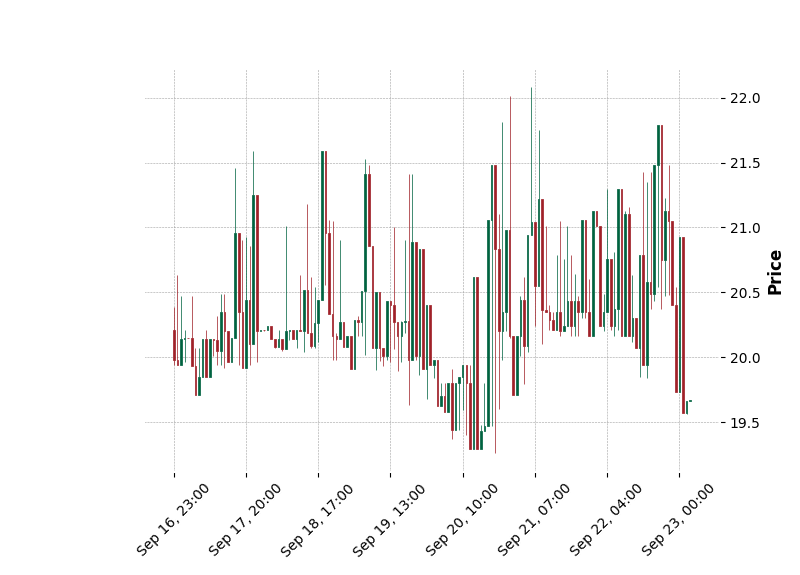 22.0
21.5
21.0
20.5
20.0
19.5
Price
Sep 16, 23:00
Sep 17, 20:00
Sep 18, 17:00
Sep 19, 13:00
Sep 20, 10:00
Sep 21, 07:00
Sep 22, 04:00
Sep 23, 00:00